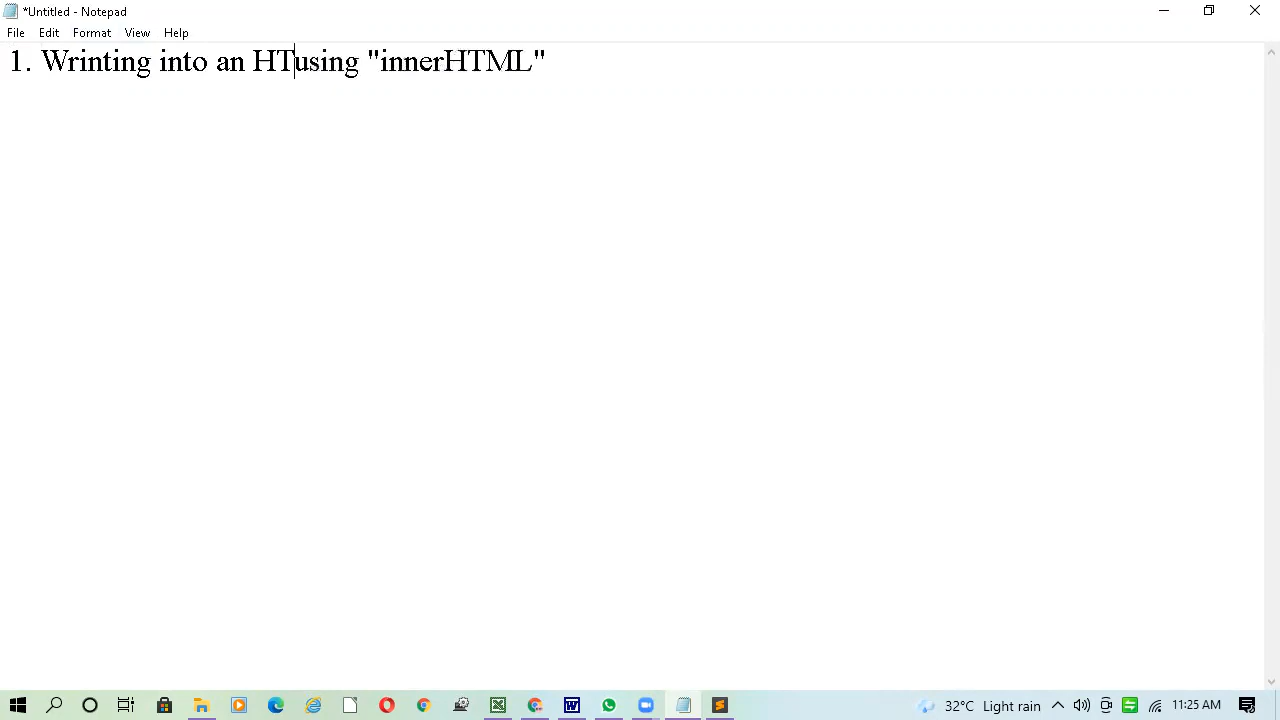 *Untitled - Notepad
File Edit Format View Help
1. Wrinting into an HTusing "innerHTML"
32°C Light rain 11:25 AM